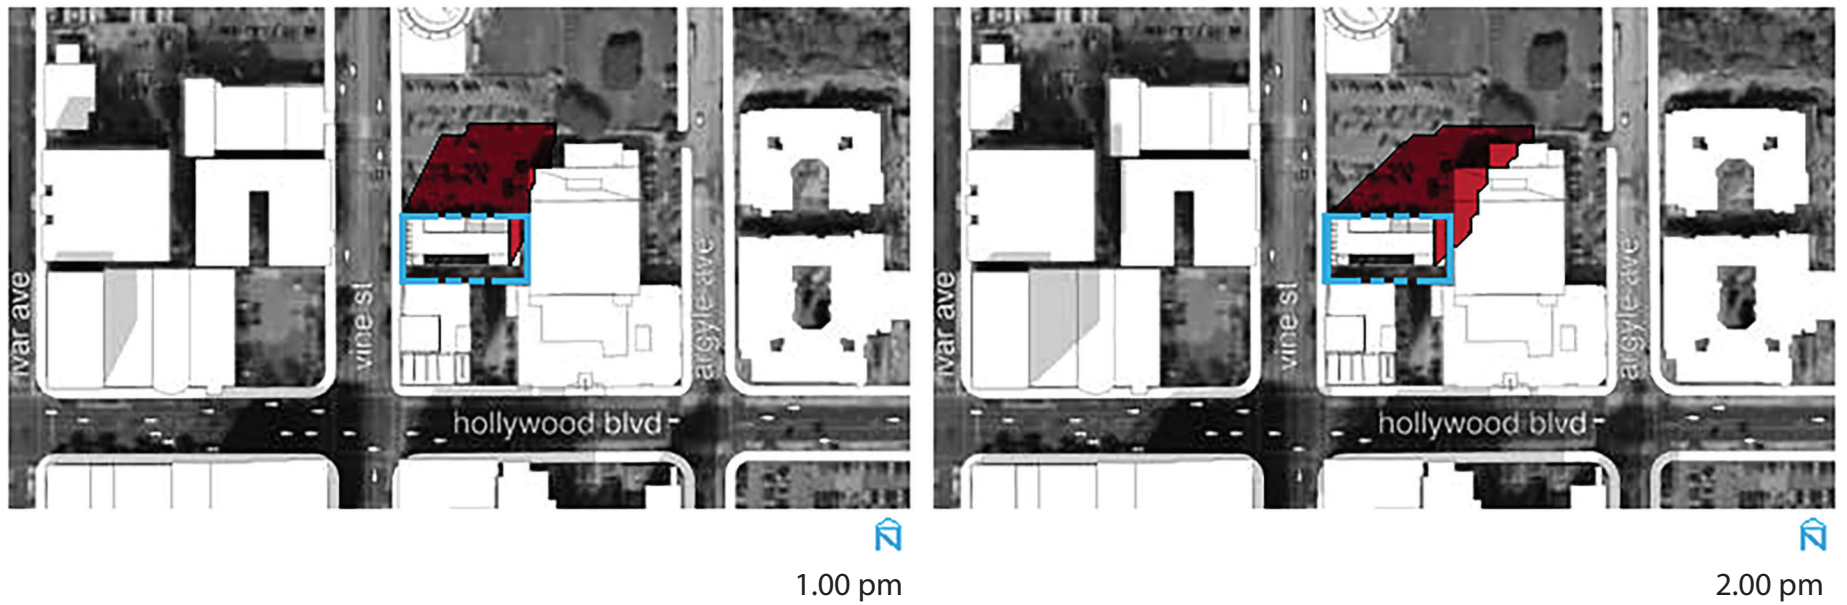 ivar ave
vine st
argyle ave
hollywood blvd
N
1.00 pm
ivar ave
vine st
argyle ave
hollywood blvd
N
2.00 pm